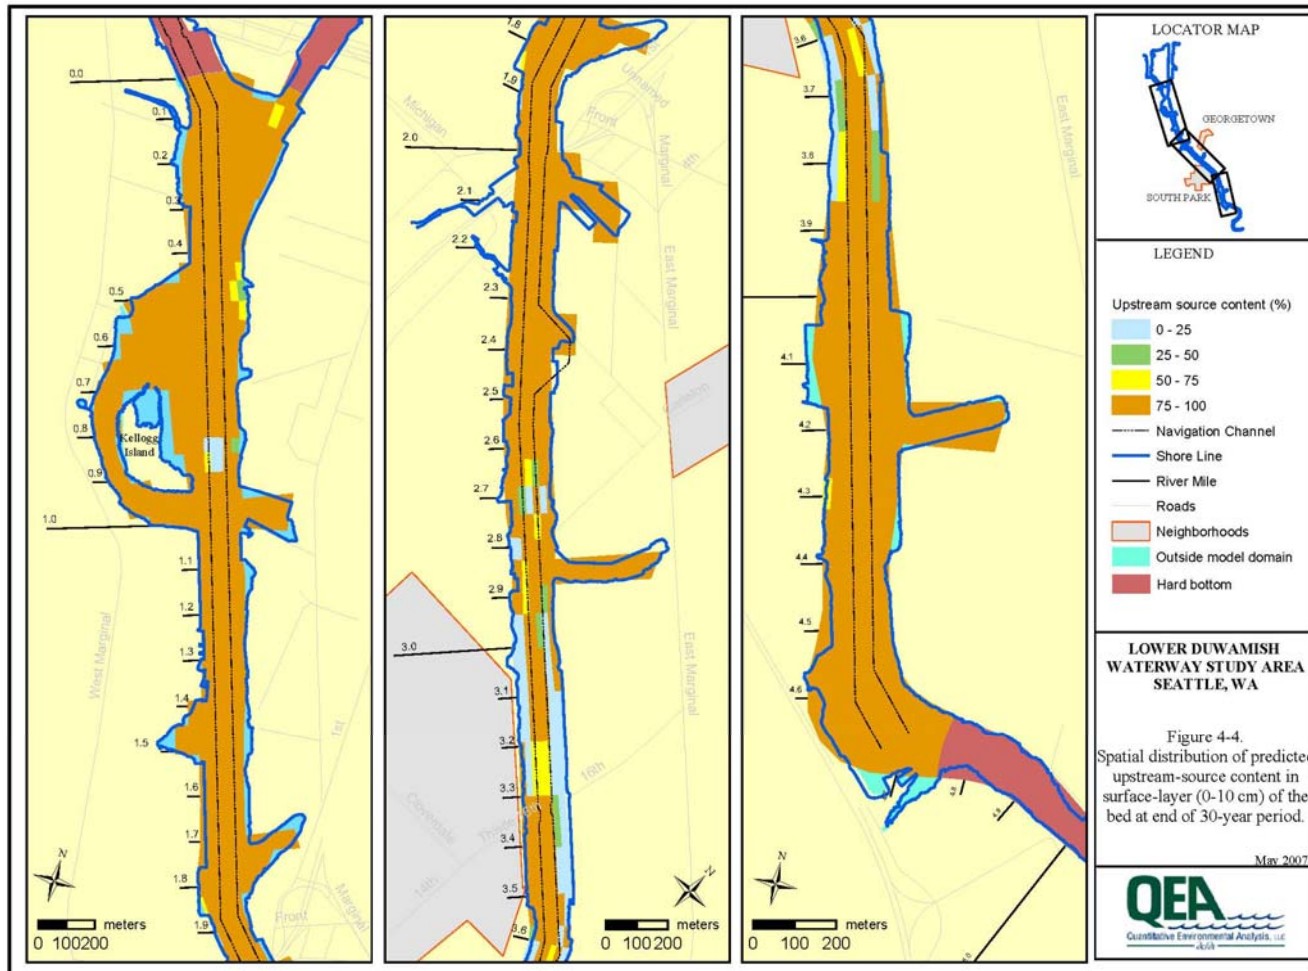 0.0
0.1
0.2
0.3
0.4
0.5
0.6
0.7
0.8
Kellogg
Island
0.9
1.0
1.1
1.2
1.3
1.4
1.5
1.6
1.7
1.8
1.9
West Marginal
1st
Front
Marginal
N
meters
0 100200
1.8
1.9
Michigan
Unnamed
Front
2.0
Marginal
4th
2.1
2.2
East Marginal
2.3
2.4
2.5
2.6
2.7
2.8
2.9
3.0
East Marginal
3.1
3.2
16th
3.3
Cloverdale
3.4
14th
3.5
3.6
N
meters
0 100200
3.6
3.7
East Marginal
3.8
3.9
4.1
4.2
4.3
4.4
4.5
4.6
4.9
N
meters
0 100 200
LOCATOR MAP
GEORGETOWN
SOUTH PARK
LEGEND
Upstream source content (%)
0 - 25
25 - 50
50 - 75
75 - 100
Navigation Channel
Shore Line
River Mile
Roads
Neighborhoods
Outside model domain
Hard bottom
LOWER DUWAMISH
WATERWAY STUDY AREA
SEATTLE, WA
Figure 4-4.
Spatial distribution of predicted
upstream-source content in
surface-layer (0-10 cm) of the
bed at end of 30-year period.
May 2007
QEA
Quantitative Environmental Analysis, LLC